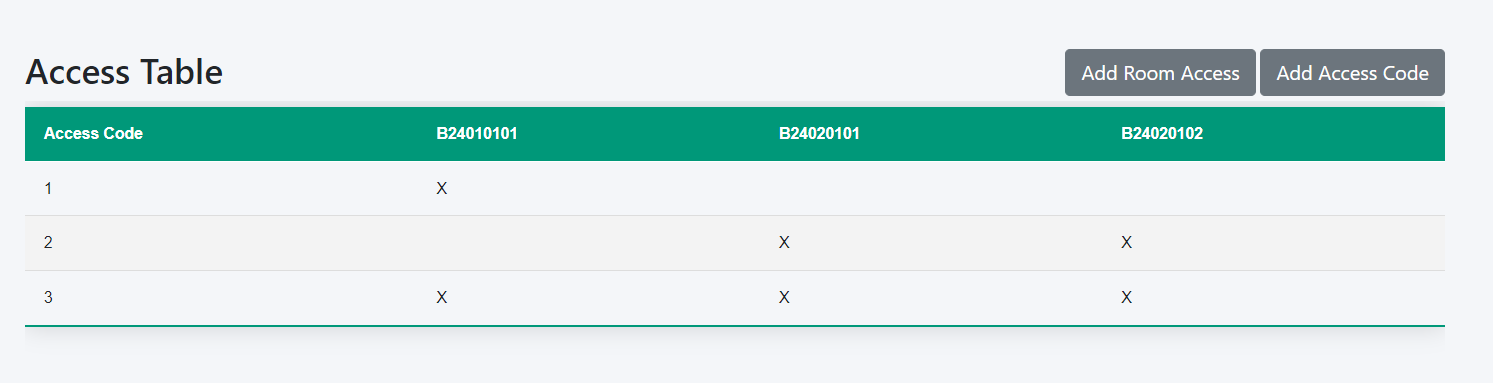 Access Table
Add Room Access Add Access Code
Access Code B24010101 B24020101 B24020102
1 X
2 X X
3 X X X